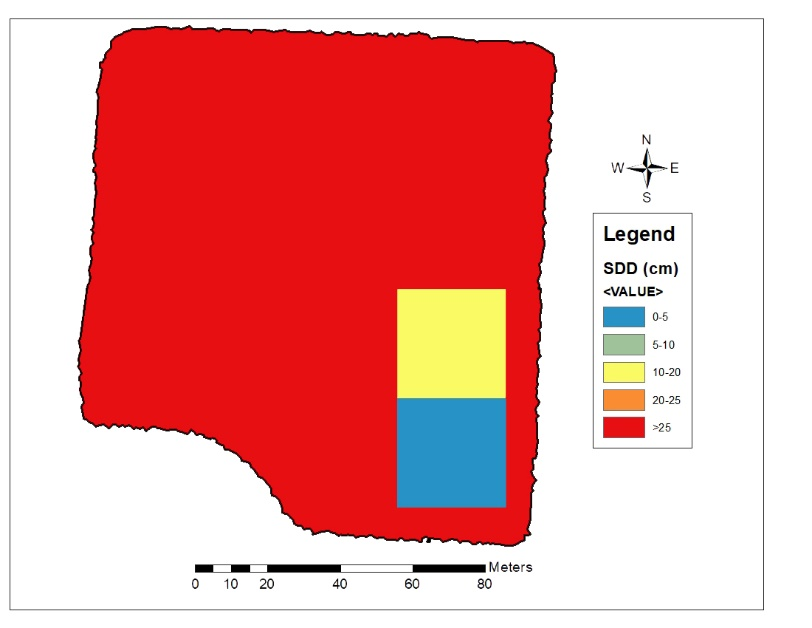 N
W E
S
Legend
SDD (cm)
<VALUE>
0-5
5-10
10-20
20-25
>25
Meters
0 10 20 40 60 80